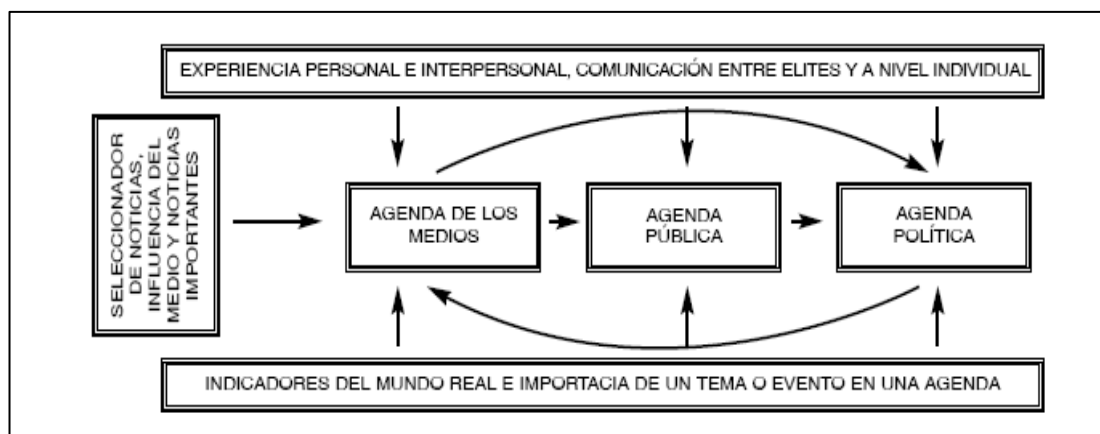 EXPERIENCIA PERSONAL E INTERPERSONAL, COMUNICACIÓN ENTRE ELITES Y A NIVEL INDIVIDUAL
SELECCIONADOR
DE NOTICIAS,
INFLUENCIA DEL
MEDIO Y NOTICIAS
IMPORTANTES
AGENDA DE LOS
MEDIOS
AGENDA
PÚBLICA
AGENDA
POLÍTICA
INDICADORES DEL MUNDO REAL E IMPORTACIA DE UN TEMA O EVENTO EN UNA AGENDA